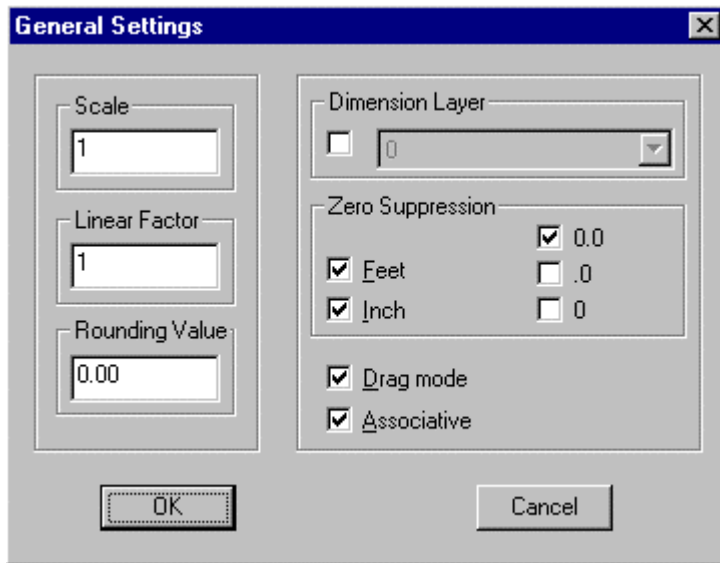 General Settings
Scale
1
Linear Factor
1
Rounding Value
0.00
Dimension Layer
0
Zero Suppression
0.0
Feet
.0
Inch
0
Drag mode
Associative
OK
Cancel